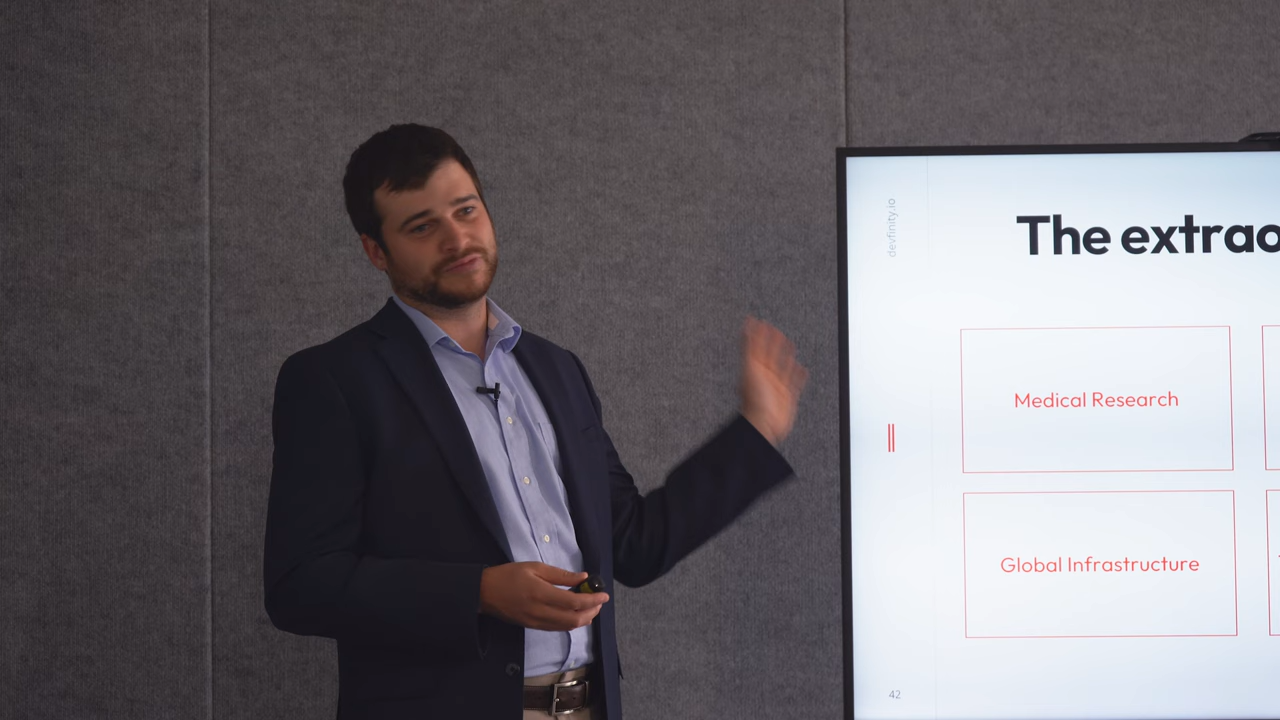 devfinity.io
The extrao
Medical Research
Global Infrastructure
42